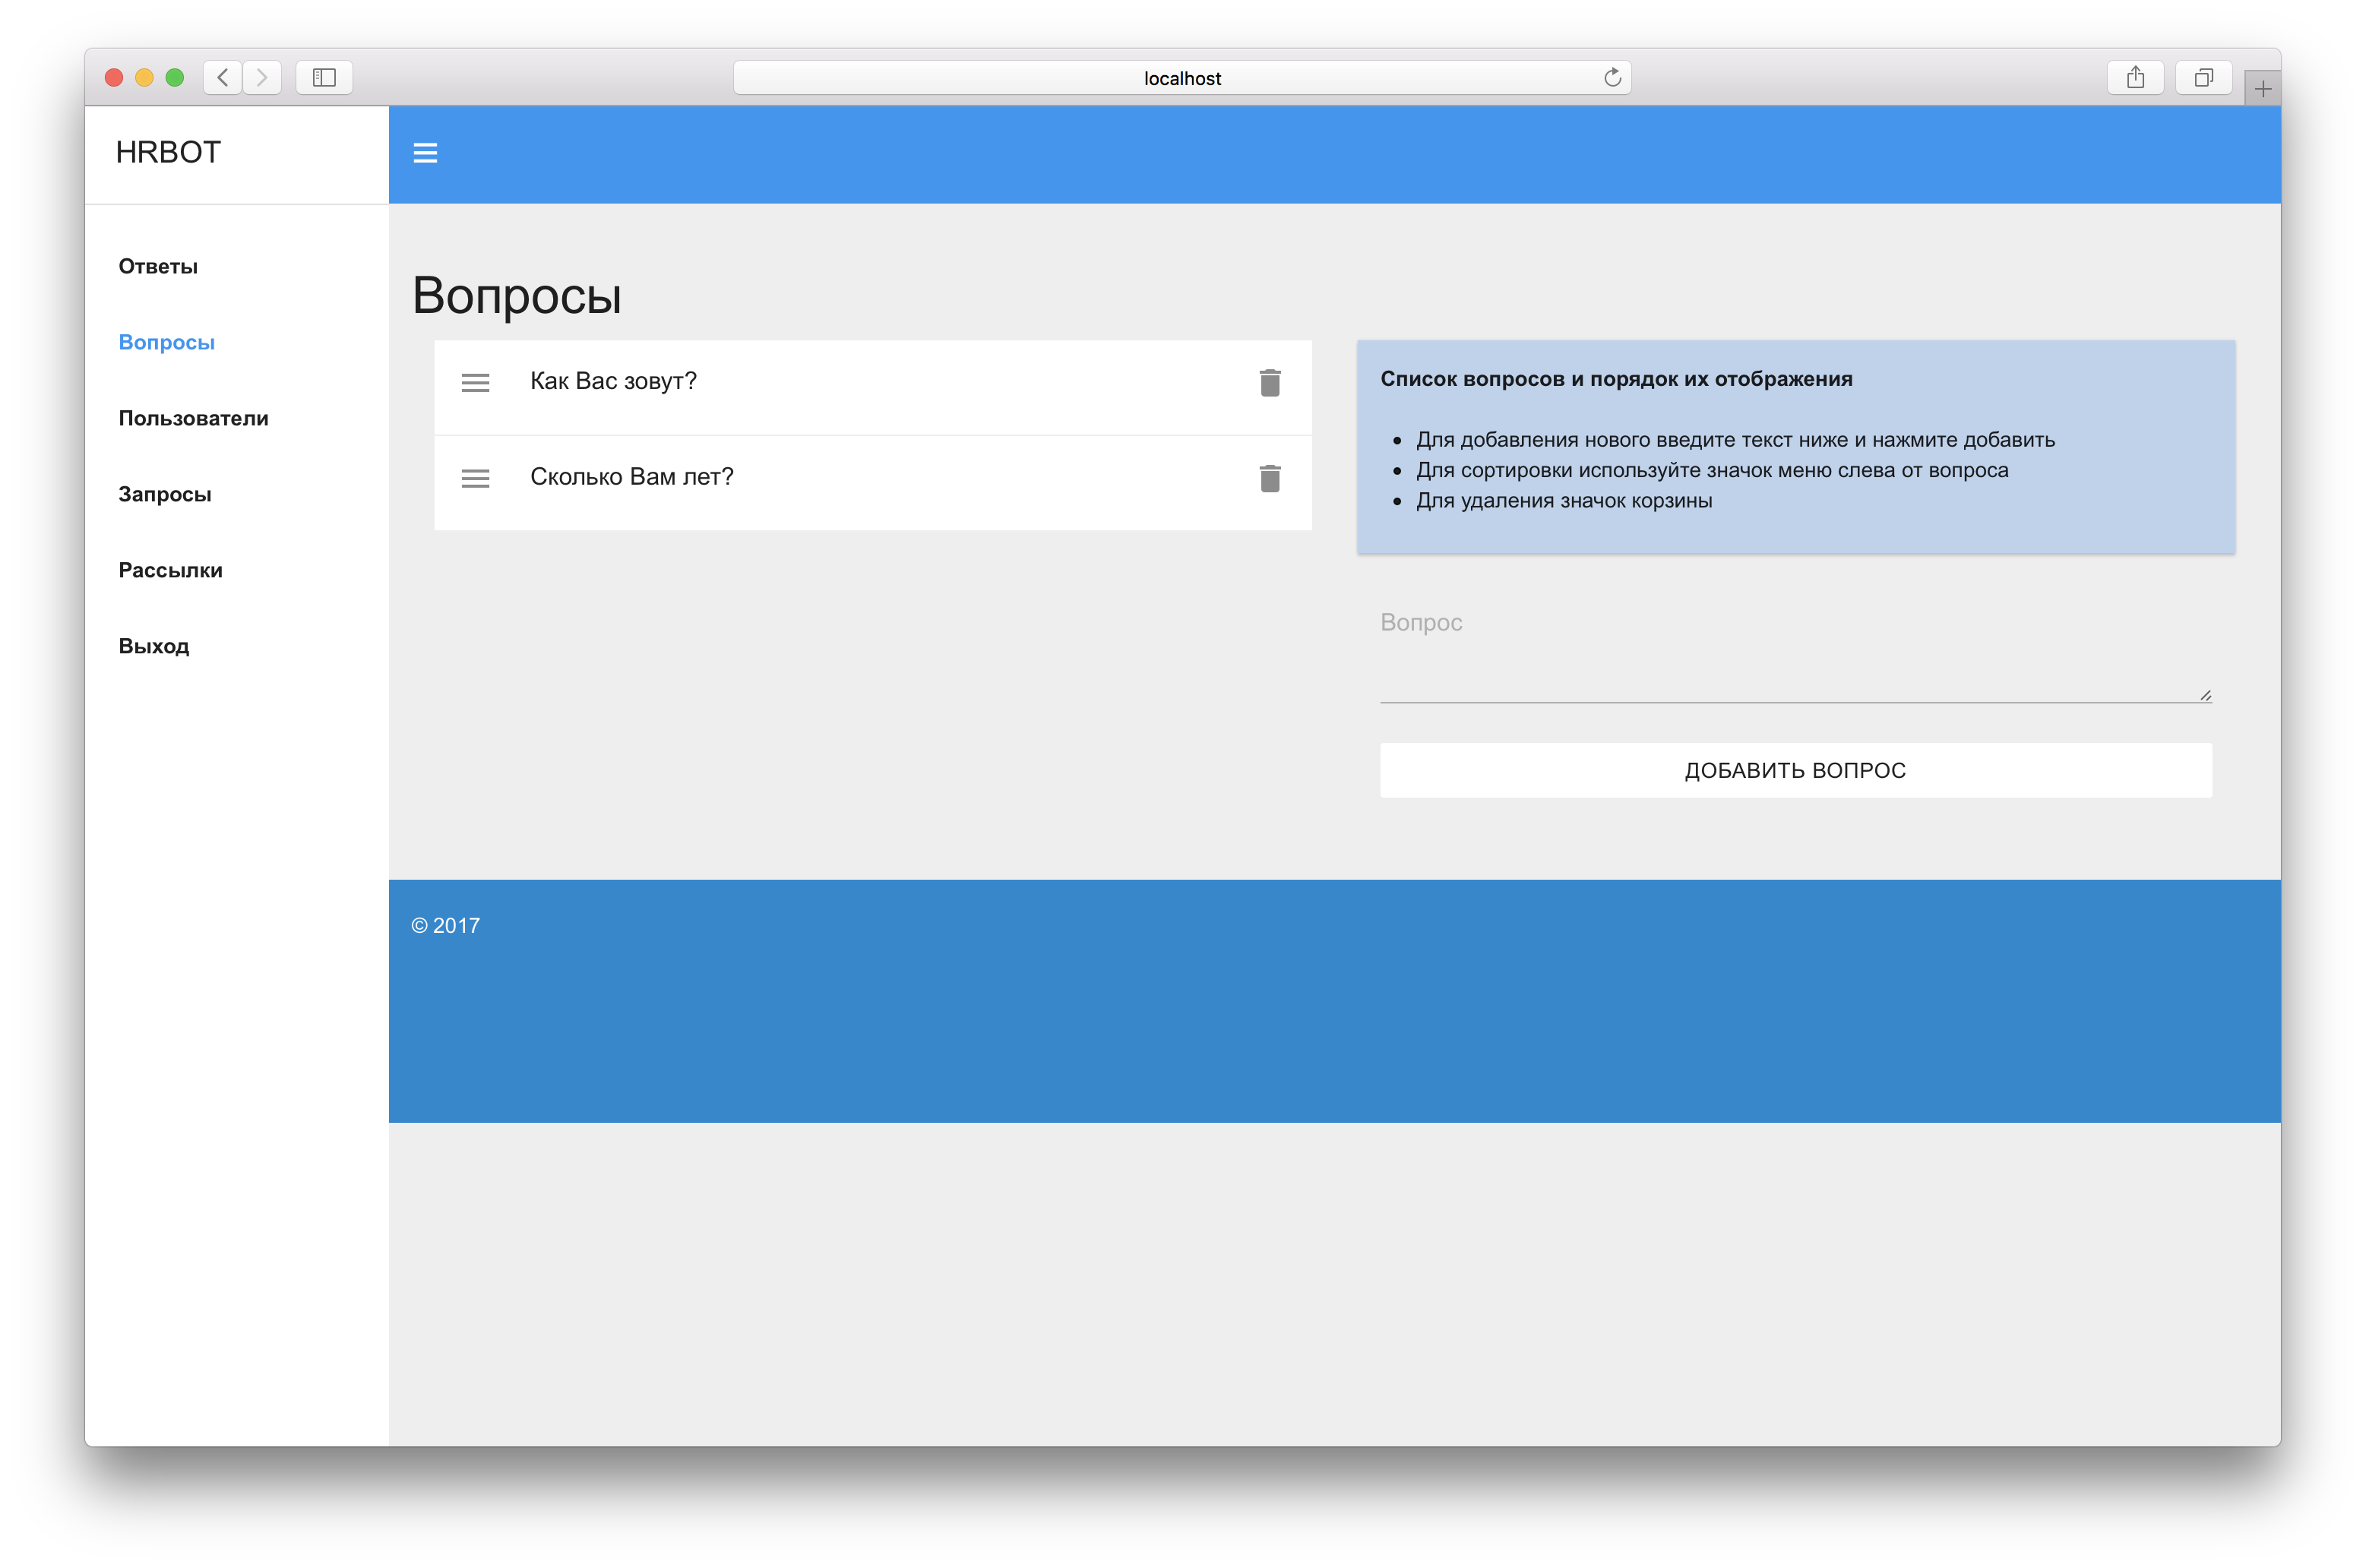 localhost
HRBOT
Ответы
Вопросы
Пользователи
Запросы
Рассылки
Выход
Вопросы
Как Вас зовут?
Сколько Вам лет?
Список вопросов и порядок их отображения
Для добавления нового введите текст ниже и нажмите добавить
Для сортировки используйте значок меню слева от вопроса
Для удаления значок корзины
Вопрос
ДОБАВИТЬ ВОПРОС
© 2017